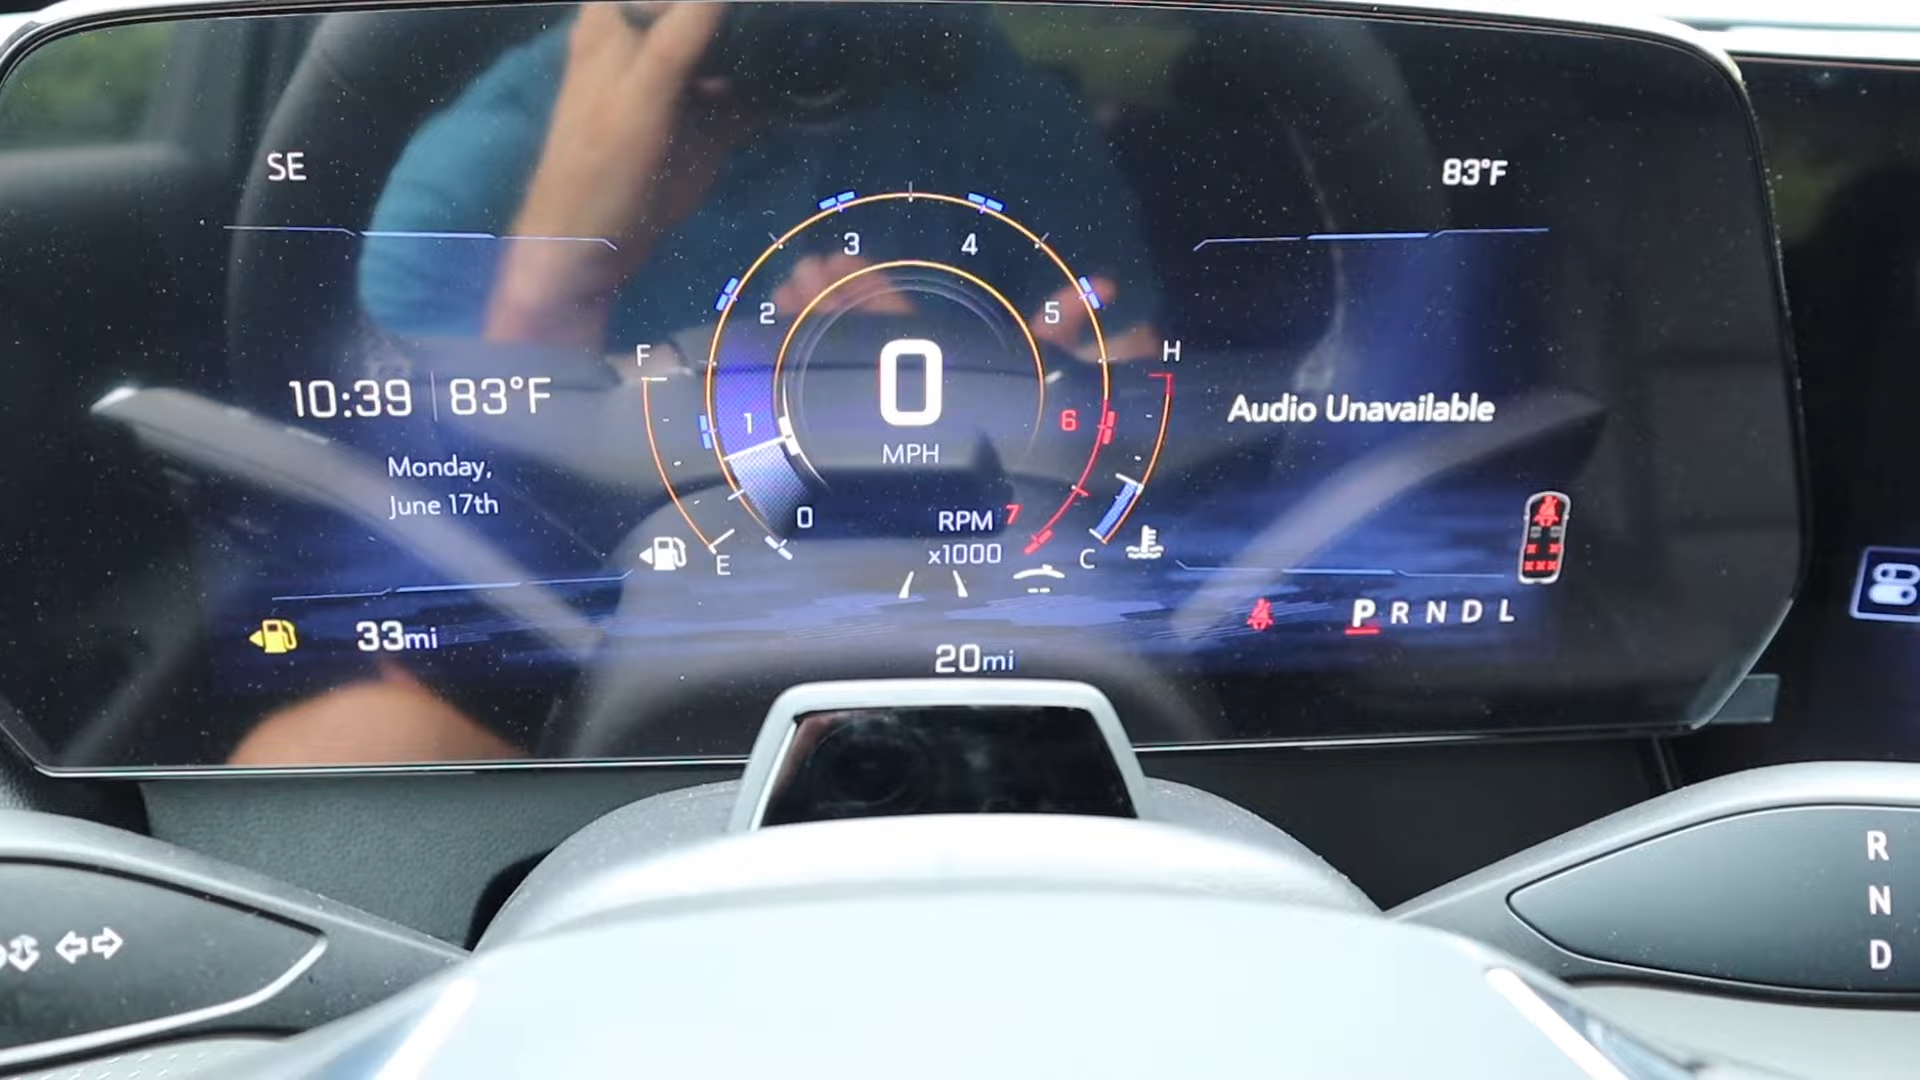 SE
83°F
3 4
2 5
F H
10:39 83°F
0
Audio Unavailable
1 6
MPH
Monday,
June 17th
0
RPM 7
x1000
E C
P R N D L
33mi
20mi
R
N
D